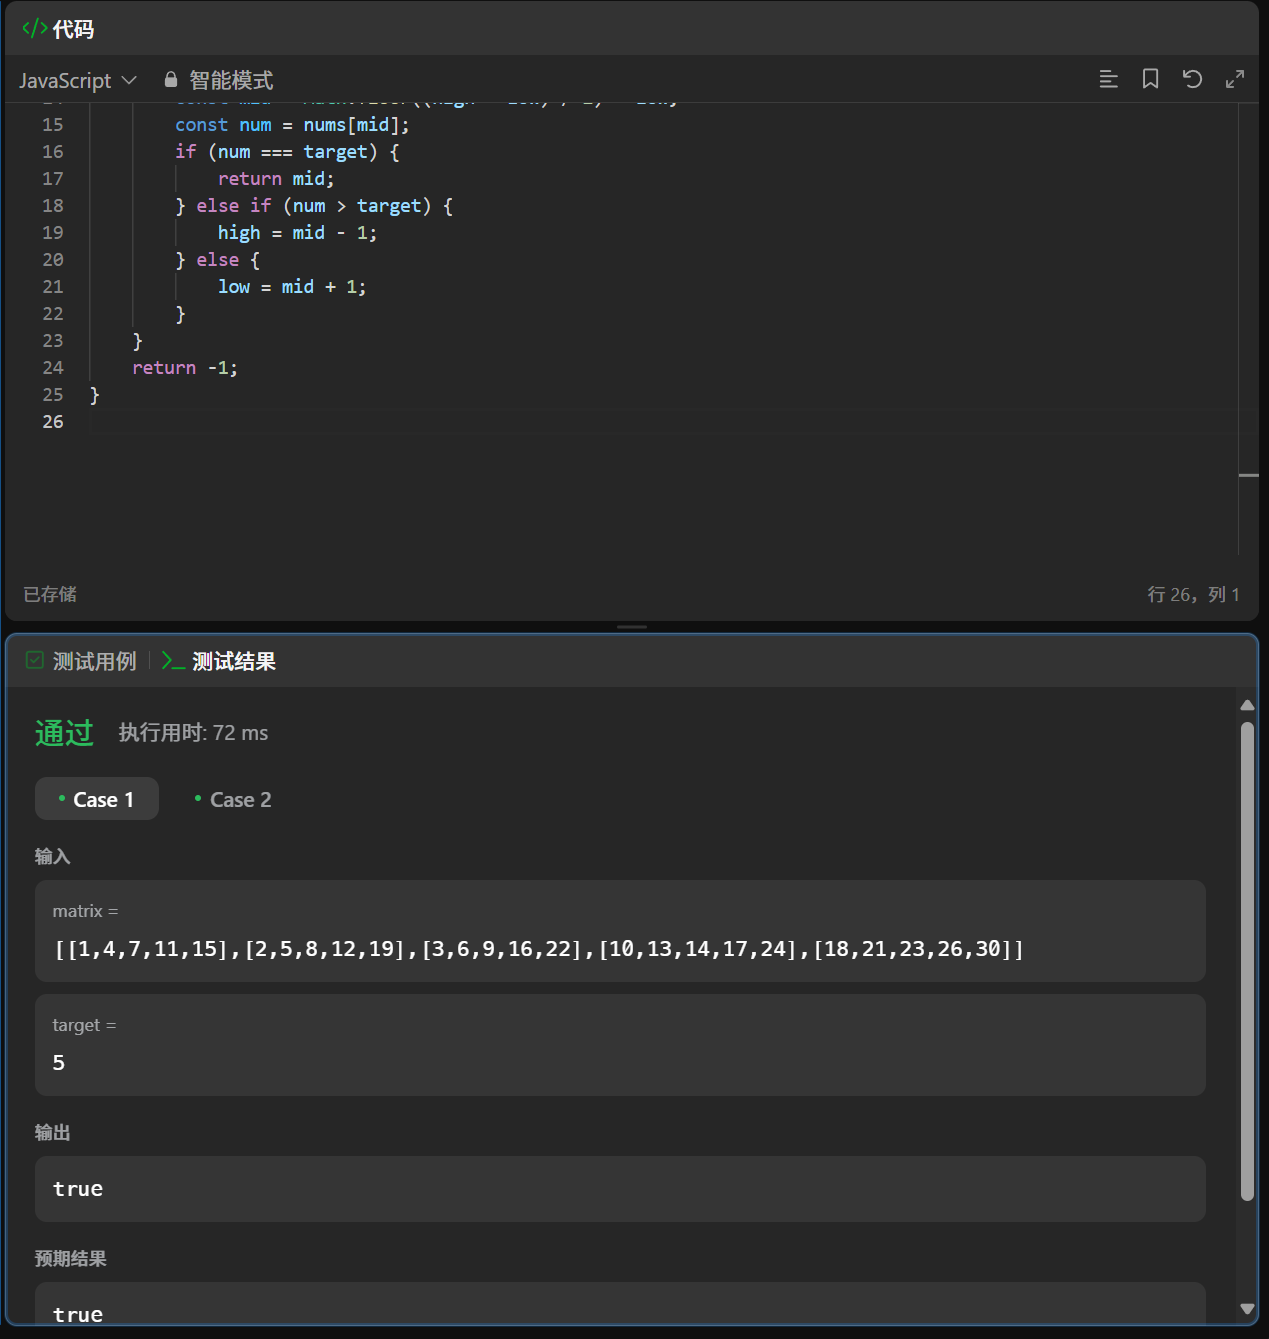 </> 代码
JavaScript 智能模式
15 const num = nums[mid];
16 if (num === target) {
17 return mid;
18 } else if (num > target) {
19 high = mid - 1;
20 } else {
21 low = mid + 1;
22 }
23 }
24 return -1;
25 }
26
已存储 行 26，列 1
测试用例 >_ 测试结果
通过 执行用时: 72 ms
• Case 1 • Case 2
输入
matrix =
[[1,4,7,11,15],[2,5,8,12,19],[3,6,9,16,22],[10,13,14,17,24],[18,21,23,26,30]]
target =
5
输出
true
预期结果
true